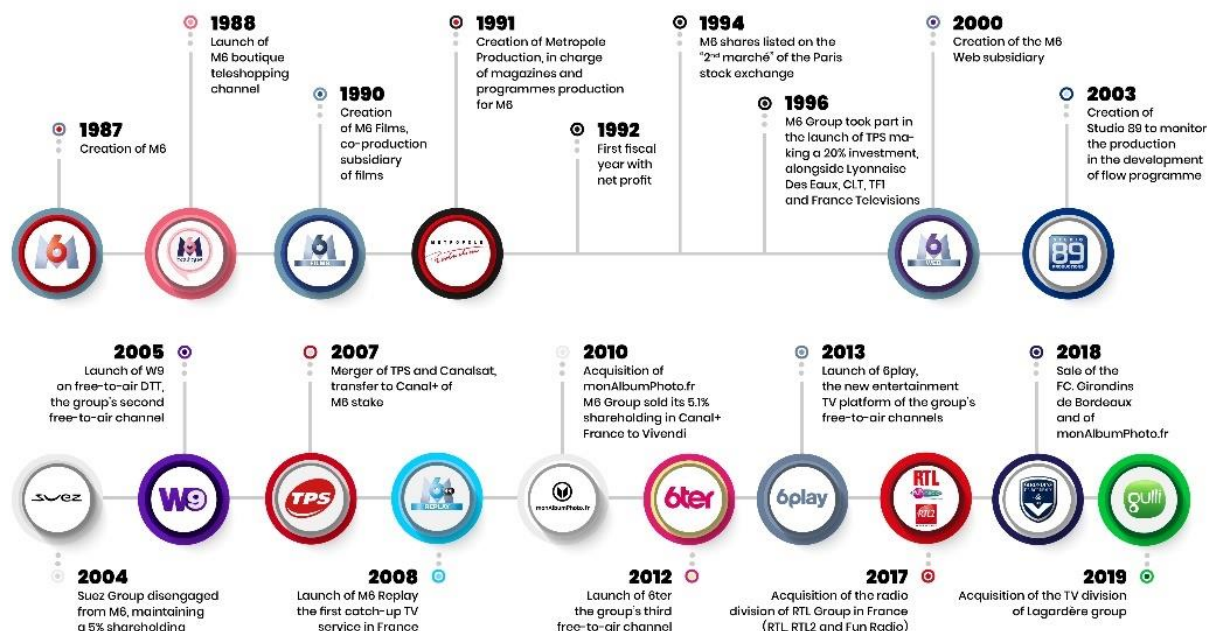 1988
Launch of
M6 boutique
teleshopping
channel
1991
Creation of Metropole
Production, in charge
of magazines and
programmes production
for M6
1994
M6 shares listed on the
"2nd marché" of the Paris
stock exchange
2000
Creation of the M6
Web subsidiary
1987
Creation of M6
1990
Creation
of M6 Films,
co-production
subsidiary
of films
1992
First fiscal
year with
net profit
1996
M6 Group took part in
the launch of TPS ma-
king a 20% investment,
alongside Lyonnaise
Des Eaux, CLT, TF1
and France Televisions
2003
Creation of
Studio 89 to monitor
the production
in the development
of flow programme
6
M6
boutique
M6
FILMS
METROPOLE
Production
M6
WEB
STUDIO
89
PRODUCTIONS
2005
Launch of W9
on free-to-air DTT,
the group's second
free-to-air channel
2007
Merger of TPS and Canalsat,
transfer to Canal+ of
M6 stake
2010
Acquisition of
monAlbumPhoto.fr
M6 Group sold its 5.1%
shareholding in Canal+
France to Vivendi
2013
Launch of 6play,
the new entertainment
TV platform of the group's
free-to-air channels
2018
Sale of the
FC. Girondins
de Bordeaux
and of
monAlbumPhoto.fr
suez
W9
TPS
M6
REPLAY
monAlbumPhoto.fr
6ter
6play
RTL
RTL2
gulli
2004
Suez Group disengaged
from M6, maintaining
a 5% shareholding
2008
Launch of M6 Replay
the first catch-up TV
service in France
2012
Launch of 6ter
the group's third
free-to-air channel
2017
Acquisition of the radio
division of RTL Group in France
(RTL, RTL2 and Fun Radio)
2019
Acquisition of the TV division
of Lagardère group